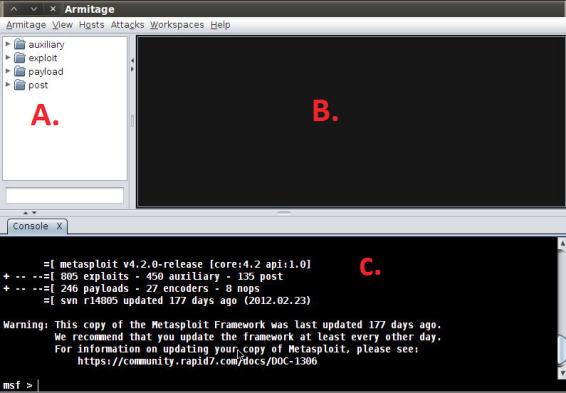 Armitage
Armitage View Hosts Attacks Workspaces Help
auxiliary
exploit
payload
post
A.
B.
Console X
C.
=[ metasploit v4.2.0-release [core:4.2 api:1.0]
+ -- --=[ 805 exploits - 450 auxiliary - 135 post
+ -- --=[ 246 payloads - 27 encoders - 8 nops
=[ svn r14805 updated 177 days ago (2012.02.23)
Warning: This copy of the Metasploit Framework was last updated 177 days ago.
We recommend that you update the framework at least every other day.
For information on updating your copy of Metasploit, please see:
https://community.rapid7.com/docs/DOC-1306
msf >